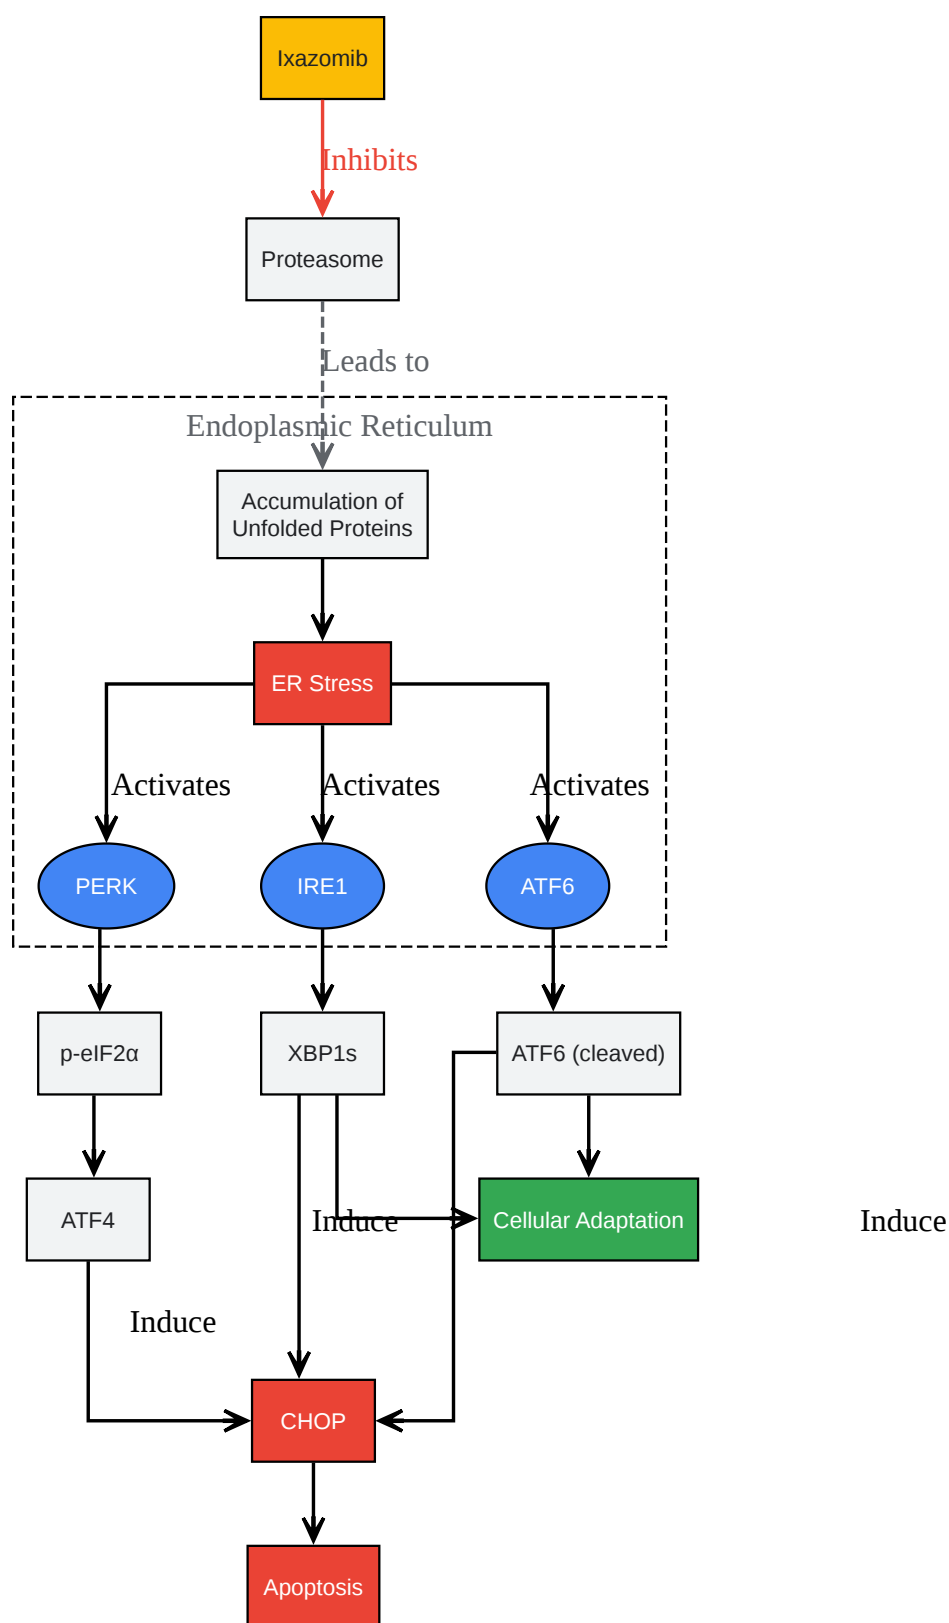 Ixazomib
Inhibits
Proteasome
Leads to
Endoplasmic Reticulum
Accumulation of
Unfolded Proteins
ER Stress
Activates
Activates
Activates
PERK
IRE1
ATF6
p-eIF2α
XBP1s
ATF6 (cleaved)
ATF4
Induce
Cellular Adaptation
Induce
Induce
CHOP
Apoptosis